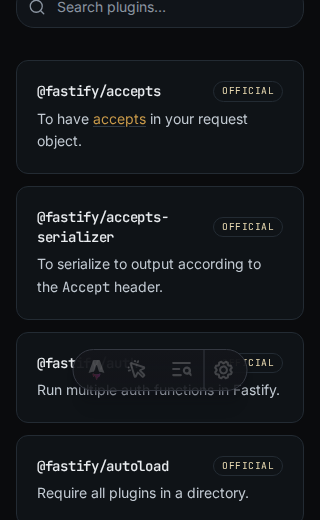 Search plugins...
@fastify/accepts
OFFICIAL
To have accepts in your request
object.
@fastify/accepts-
serializer
OFFICIAL
To serialize to output according to
the Accept header.
Run multiple auth functions in Fastify.
@fastify/autoload
OFFICIAL
Require all plugins in a directory.